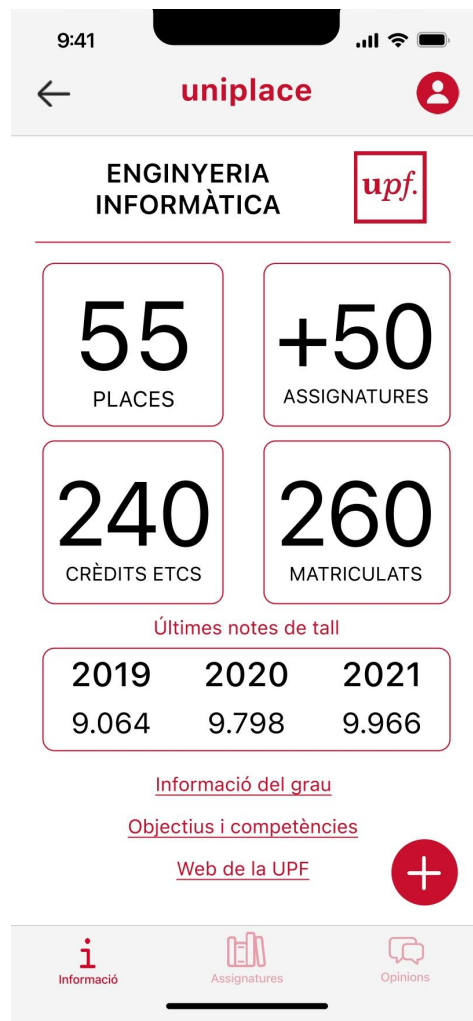 9:41
uniplace
ENGINYERIA
INFORMÀTICA
upf.
55
PLACES
+50
ASSIGNATURES
240
CRÈDITS ETCS
260
MATRICULATS
Últimes notes de tall
2019 2020 2021
9.064 9.798 9.966
Informació del grau
Objectius i competències
Web de la UPF
Informació
Assignatures
Opinions